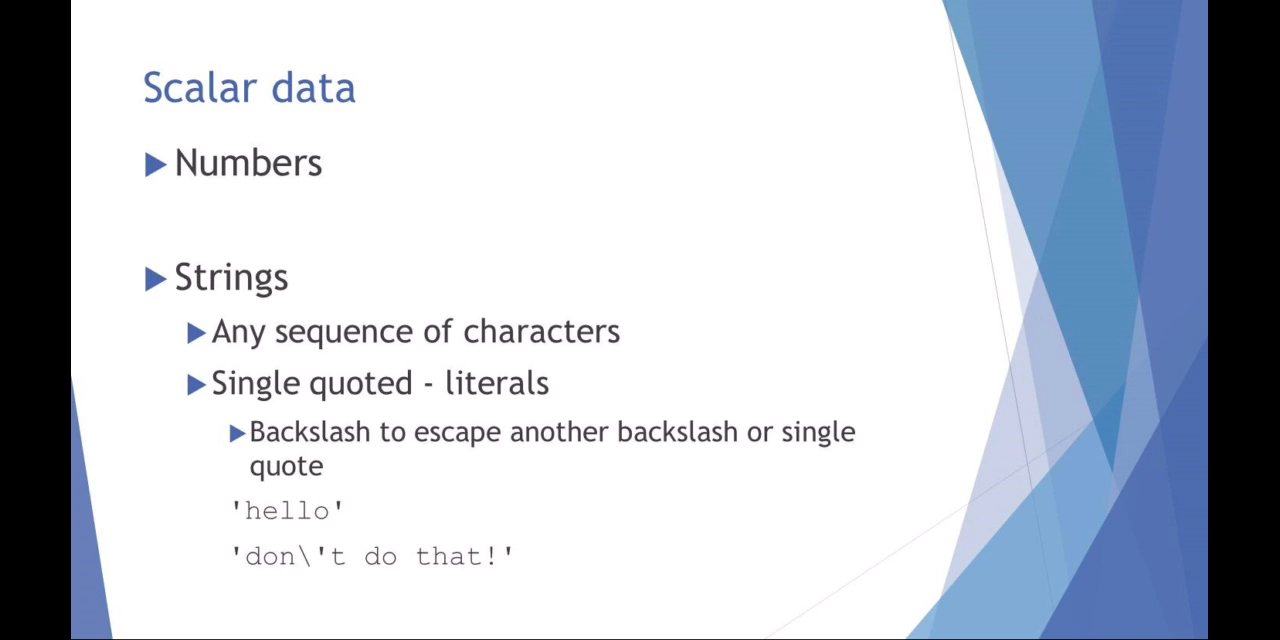 Scalar data
Numbers
Strings
Any sequence of characters
Single quoted - literals
Backslash to escape another backslash or single
quote
'hello'
'don\'t do that!'